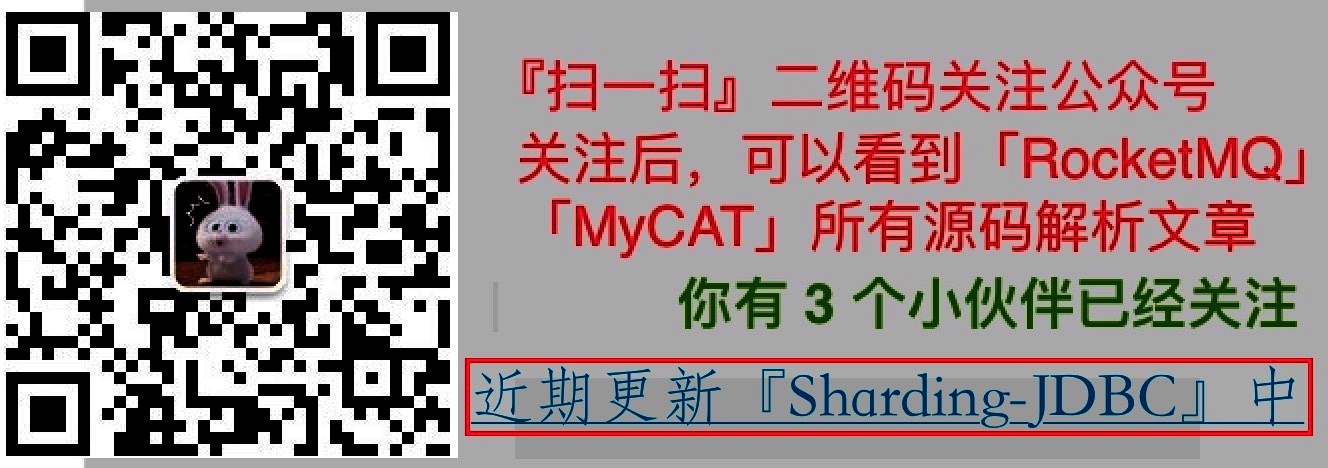 『扫一扫』二维码关注公众号
关注后，可以看到「RocketMQ」
「MyCAT」所有源码解析文章
你有 3 个小伙伴已经关注
近期更新『Sharding-JDBC』中